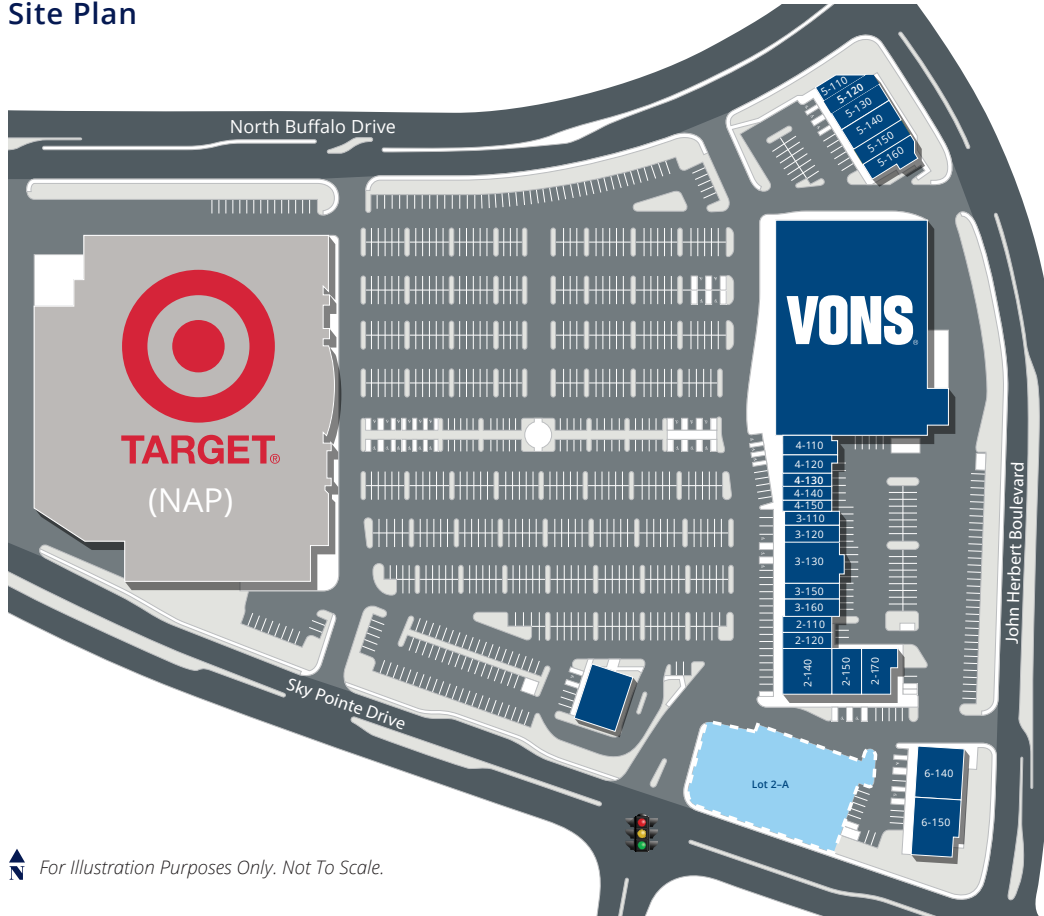 Site Plan
North Buffalo Drive
5-110
5-120
5-130
5-140
5-150
5-160
TARGET®
(NAP)
VONS®
4-110
4-120
4-130
4-140
4-150
3-110
3-120
3-130
3-150
3-160
2-110
2-120
2-140
2-150
2-170
John Herbert Boulevard
Sky Pointe Drive
Lot 2–A
6-140
6-150
N
For Illustration Purposes Only. Not To Scale.